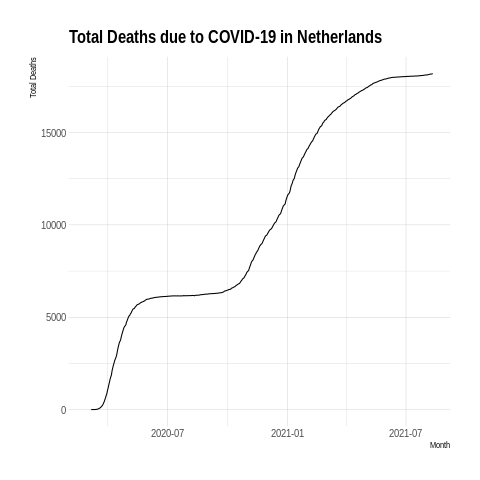 Total Deaths due to COVID-19 in Netherlands
Total Deaths
15000
10000
5000
0
2020-07
2021-01
2021-07
Month